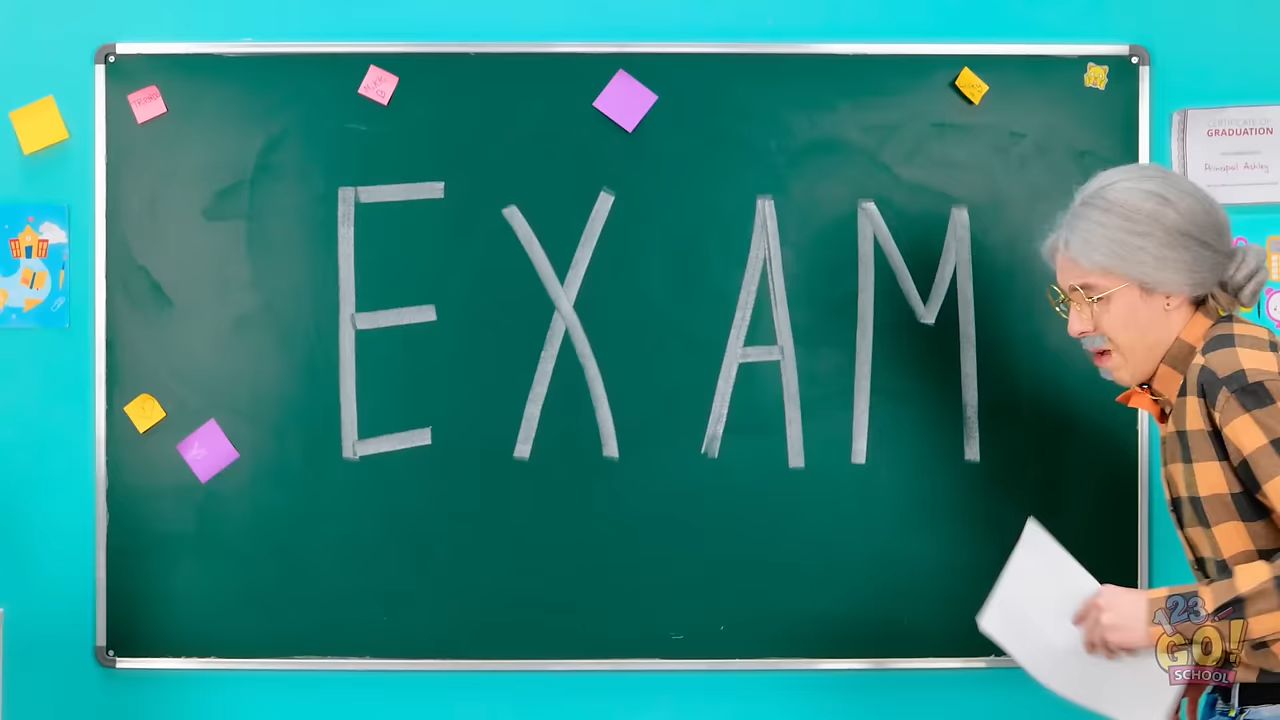 EXAM
CERTIFICATE OF
GRADUATION
Principal Ashley
123
GO!
SCHOOL